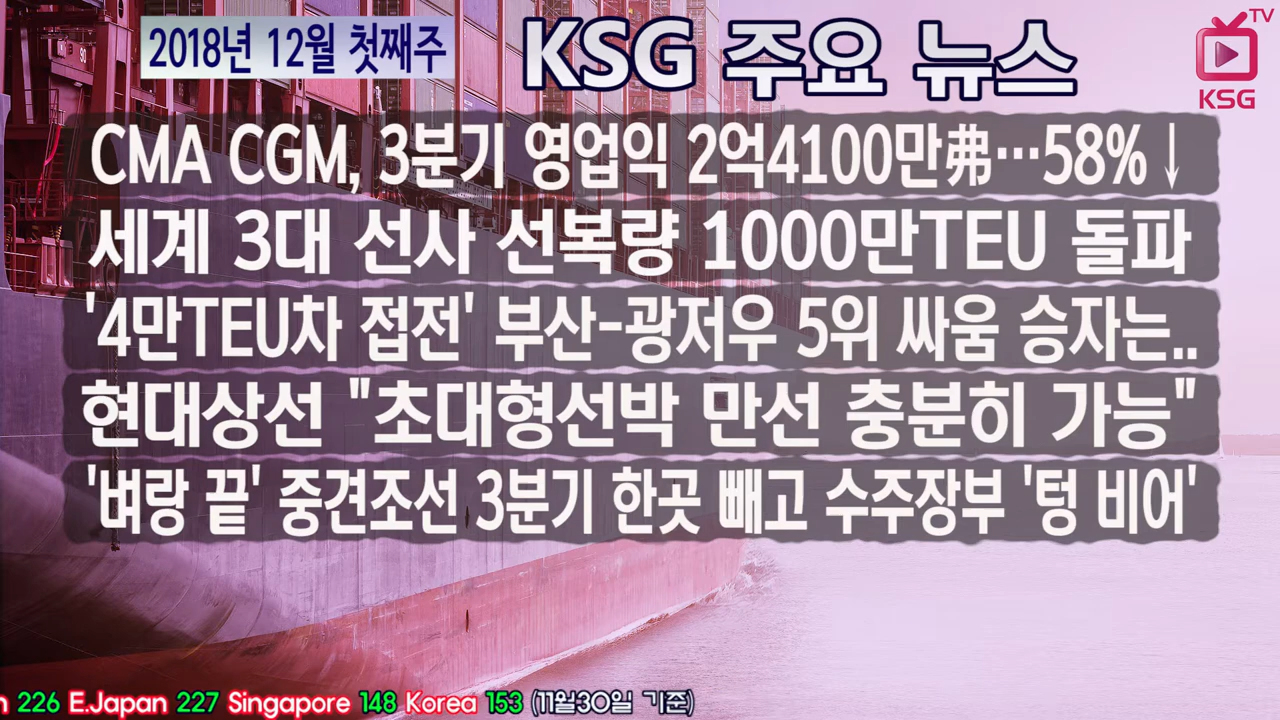 2018년 12월 첫째주
KSG 주요 뉴스
TV
KSG
CMA CGM, 3분기 영업익 2억4100만弗…58%↓
세계 3대 선사 선복량 1000만TEU 돌파
'4만TEU차 접전' 부산-광저우 5위 싸움 승자는..
현대상선 "초대형선박 만선 충분히 가능"
'벼랑 끝' 중견조선 3분기 한곳 빼고 수주장부 '텅 비어'
226 E.Japan 227 Singapore 148 Korea 153 (11월30일 기준)